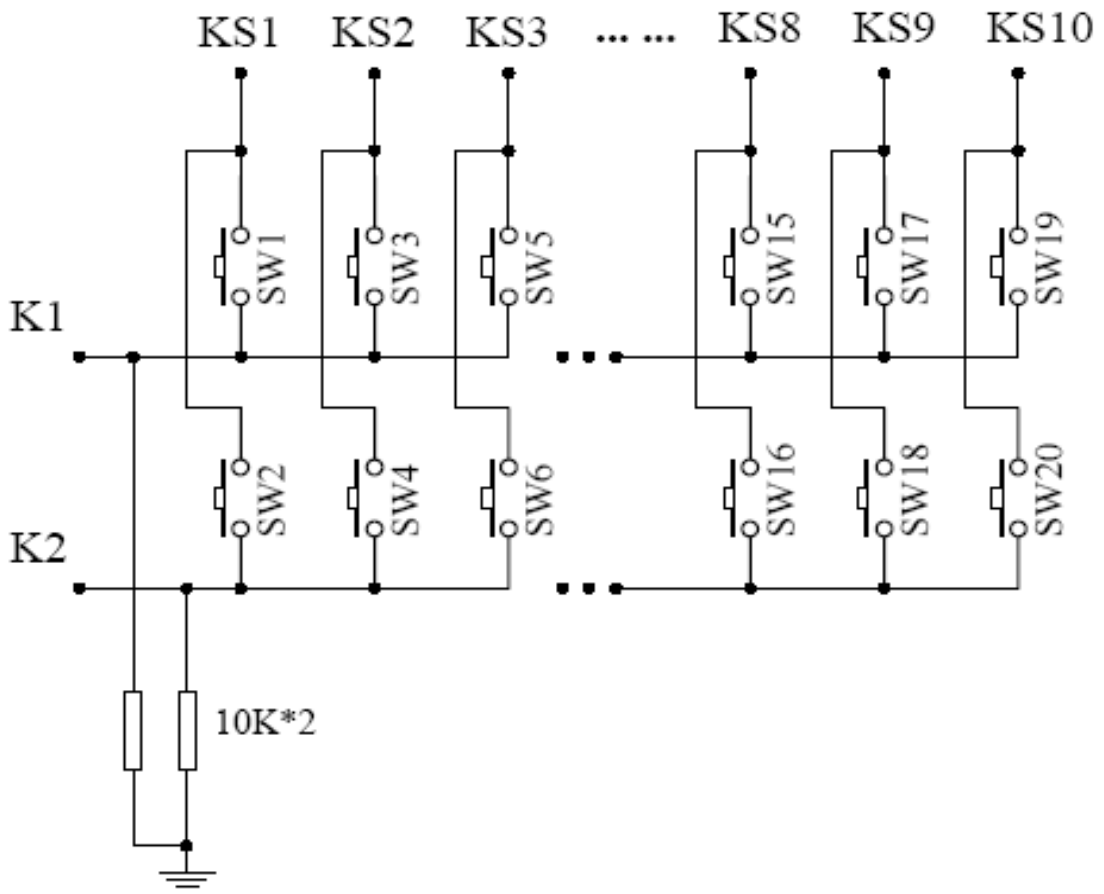 KS1 KS2 KS3 ... ... KS8 KS9 KS10
SW1 SW3 SW5 SW15 SW17 SW19
K1
SW2 SW4 SW6 SW16 SW18 SW20
K2
10K*2